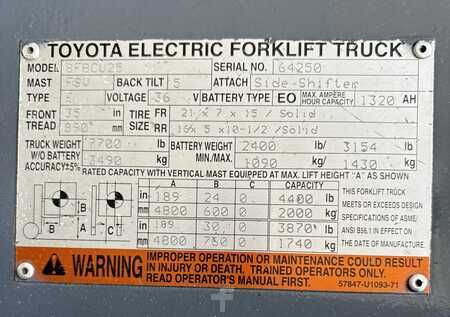 TOYOTA ELECTRIC FORKLIFT TRUCK
MODEL 8FBCU25 SERIAL NO. 64250
MAST FSV BACK TILT 5 ATTACH Side-Shifter
TYPE E VOLTAGE 36 V BATTERY TYPE EO MAX. AMPERE HOUR CAPACITY 1320 AH
FRONT TREAD 35 in 890 mm TIRE SIZE FR 21 x 7 x 15 / Solid
RR 16x 5 x10-1/2 /Solid
TRUCK WEIGHT 7700 lb BATTERY WEIGHT 2400 lb 3154 lb
W/O BATTERY ACCURACY±5% 3490 kg MIN./MAX. 1090 kg 1430 kg
RATED CAPACITY WITH VERTICAL MAST EQUIPPED AT MAX. LIFT HEIGHT "A" AS EQUIPPED.
A B C CAPACITY
in 189 24 0 4400 lb THIS FORKLIFT TRUCK
mm 4800 600 0 2000 kg MEETS OR EXCEEDS DESIGN
SPECIFICATIONS OF ASME/
in 189 30 0 3870 lb ANSI B56.1 IN EFFECT ON
mm 4800 750 0 1740 kg THE DATE OF MANUFACTURE.
A B B C
WARNING
IMPROPER OPERATION OR MAINTENANCE COULD RESULT
IN INJURY OR DEATH. TRAINED OPERATORS ONLY.
READ OPERATOR'S MANUAL FIRST. 57847-U1093-71